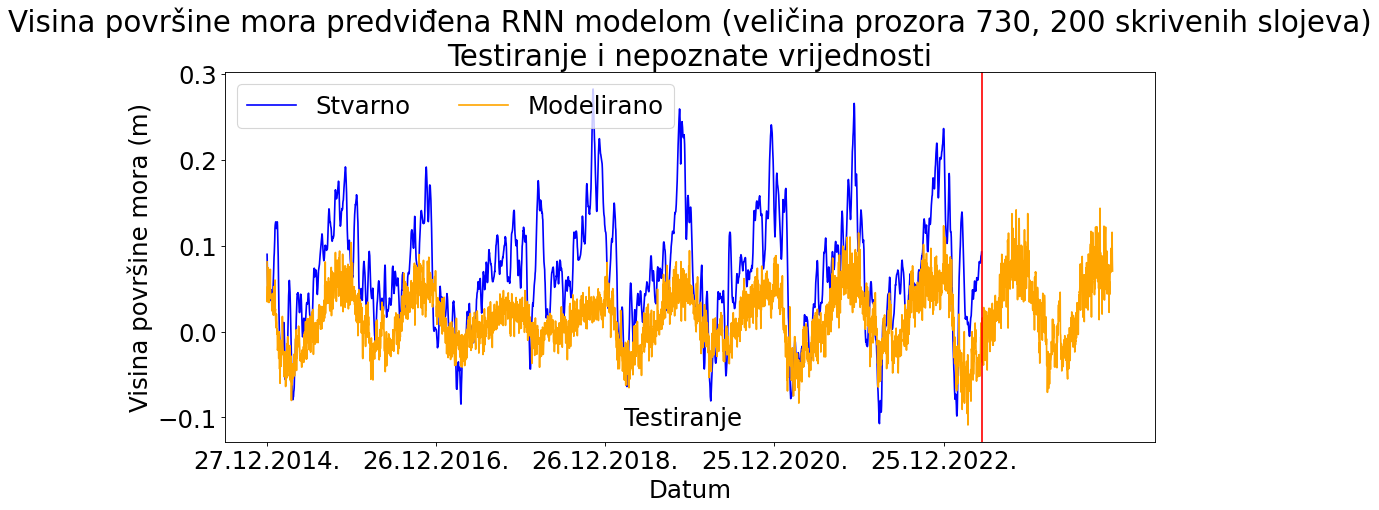 Visina površine mora predviđena RNN modelom (veličina prozora 730, 200 skrivenih slojeva)
Testiranje i nepoznate vrijednosti
Stvarno
Modelirano
Visina površine mora (m)
0.3
0.2
0.1
0.0
−0.1
Testiranje
27.12.2014.
26.12.2016.
26.12.2018.
25.12.2020.
25.12.2022.
Datum